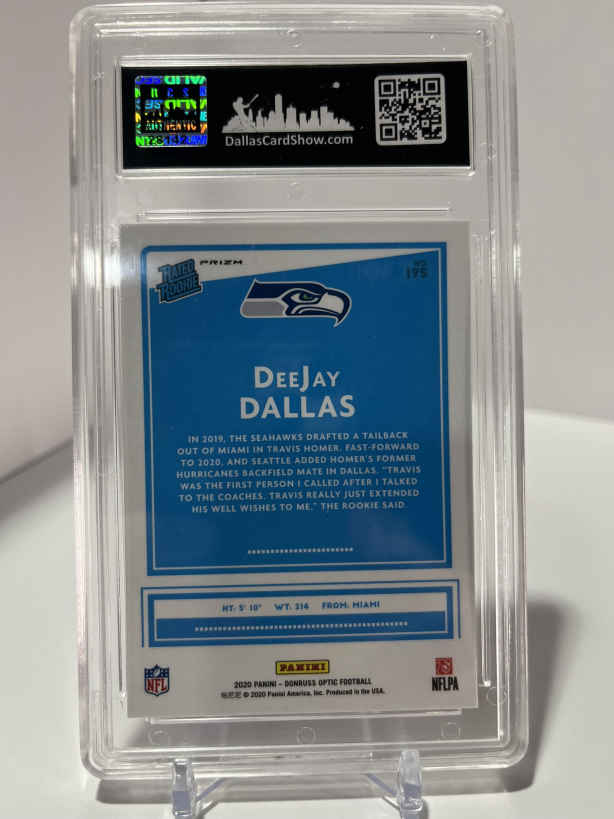 AUTHENTIC
DallasCardShow.com
RATED
ROOKIE
PRIZM
NO.
195
DEEJAY
DALLAS
IN 2019, THE SEAHAWKS DRAFTED A TAILBACK
OUT OF MIAMI IN TRAVIS HOMER. FAST-FORWARD
TO 2020, AND SEATTLE ADDED HOMER'S FORMER
HURRICANES BACKFIELD MATE IN DALLAS. "TRAVIS
WAS THE FIRST PERSON I CALLED AFTER I TALKED
TO THE COACHES. TRAVIS REALLY JUST EXTENDED
HIS WELL WISHES TO ME," THE ROOKIE SAID.
HT: 5' 10" WT: 214 FROM: MIAMI
PANINI
2020 PANINI – DONRUSS OPTIC FOOTBALL
© 2020 Panini America, Inc. Produced in the USA.
NFL
NFLPA